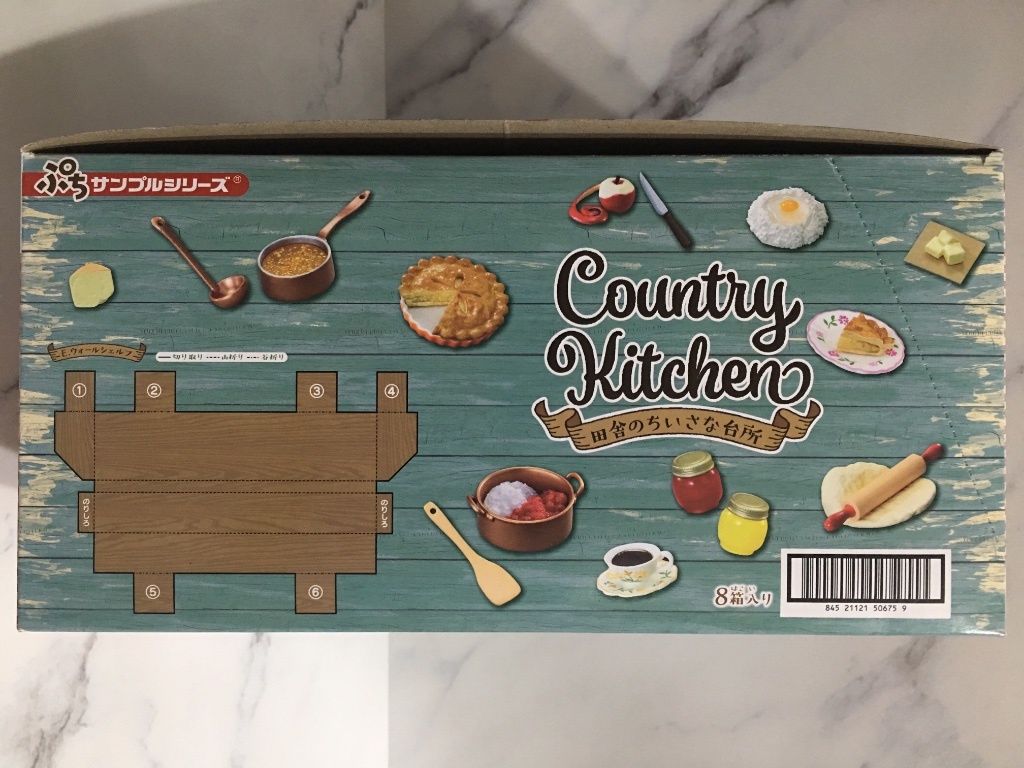 ぷちサンプルシリーズ®
Country
Kitchen
田舎のちいさな台所
E.ウォールシェルフ
切り取り 山折り 谷折り
① ② ③ ④
のりしろ のりしろ
⑤ ⑥
8箱入り
845 21121 50675 9